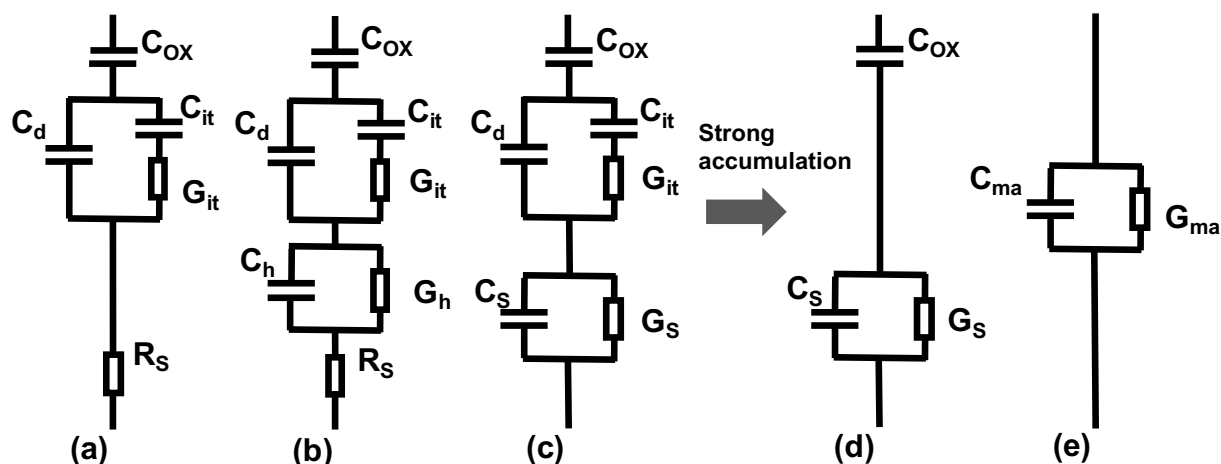 C_OX
C_d
C_it
G_it
R_S
(a)
C_OX
C_d
C_it
G_it
C_h
G_h
R_S
(b)
C_OX
C_d
C_it
G_it
C_S
G_S
(c)
Strong
accumulation
C_OX
C_S
G_S
(d)
C_ma
G_ma
(e)